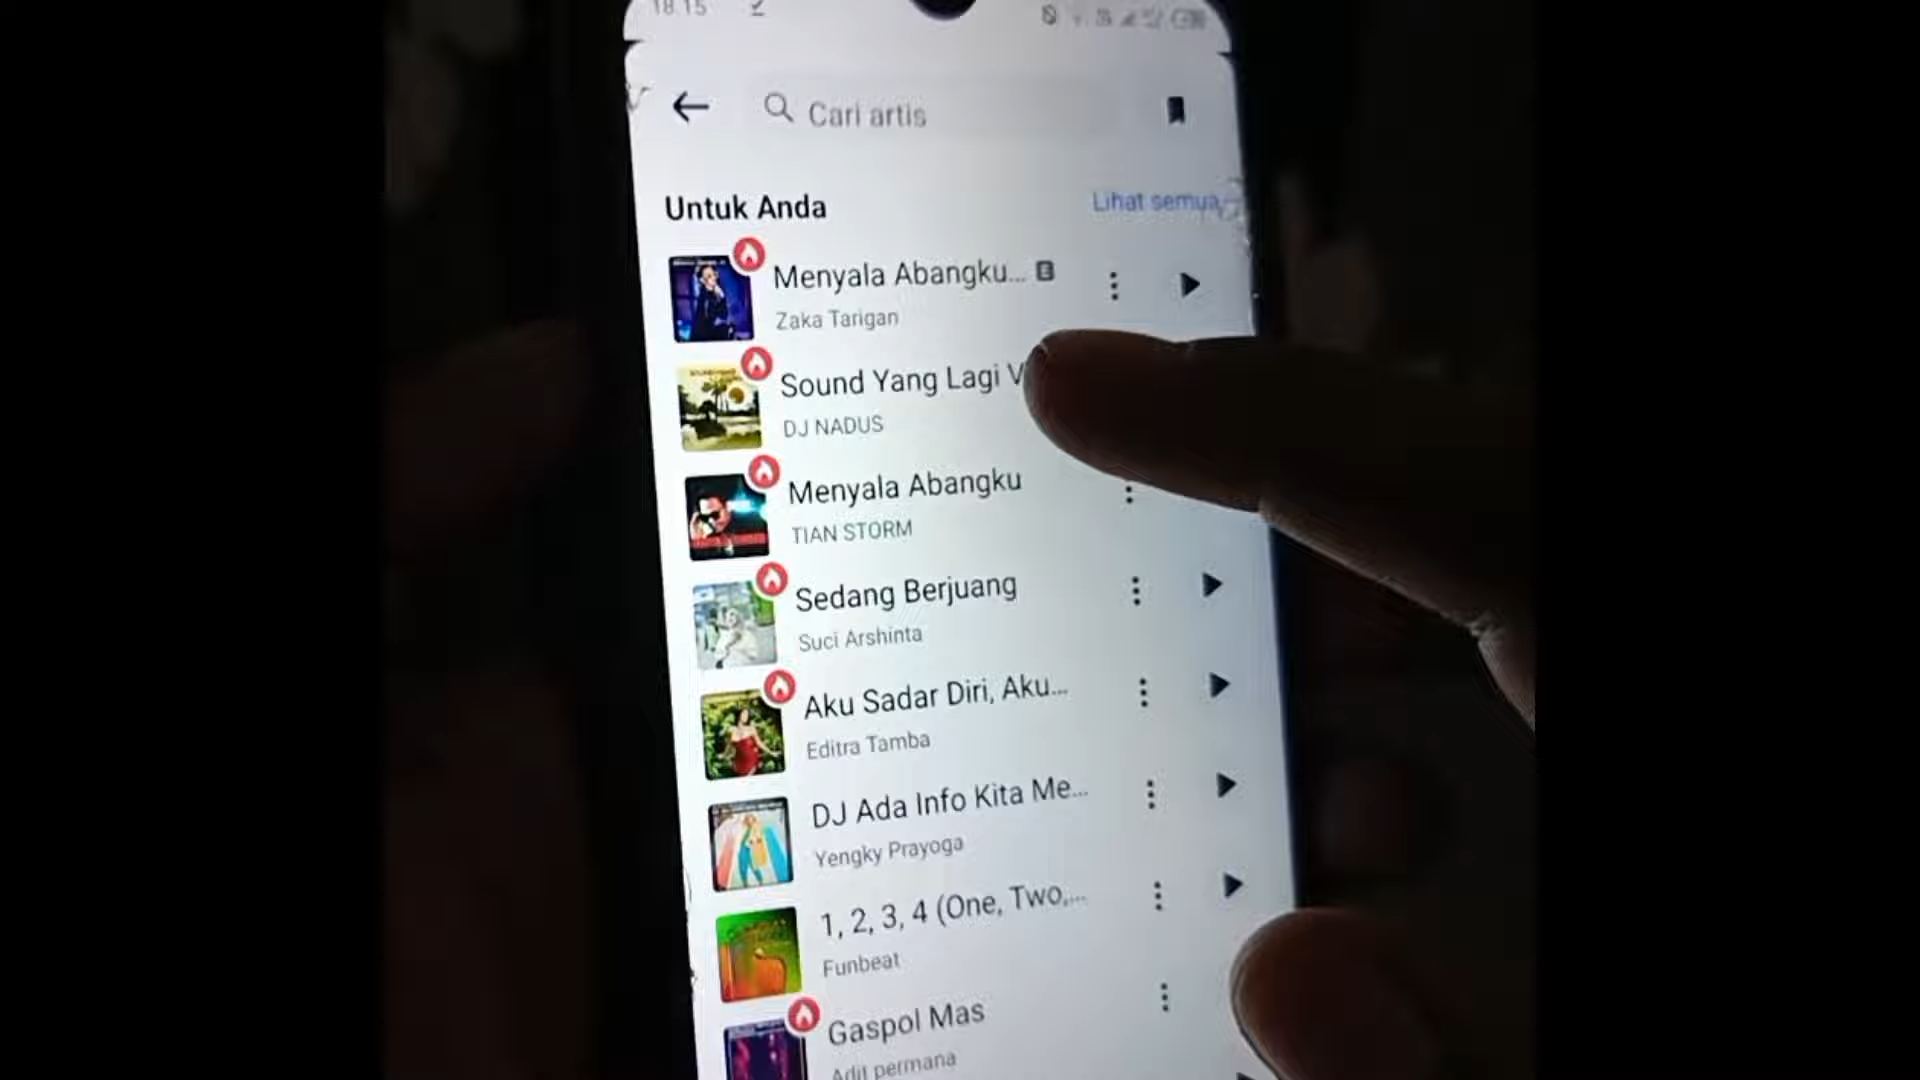 18.15
Cari artis
Untuk Anda
Lihat semua
Menyala Abangku... E
Zaka Tarigan
Sound Yang Lagi V
DJ NADUS
Menyala Abangku
TIAN STORM
Sedang Berjuang
Suci Arshinta
Aku Sadar Diri, Aku...
Editra Tamba
DJ Ada Info Kita Me...
Yengky Prayoga
1, 2, 3, 4 (One, Two,...
Funbeat
Gaspol Mas
Adit permana